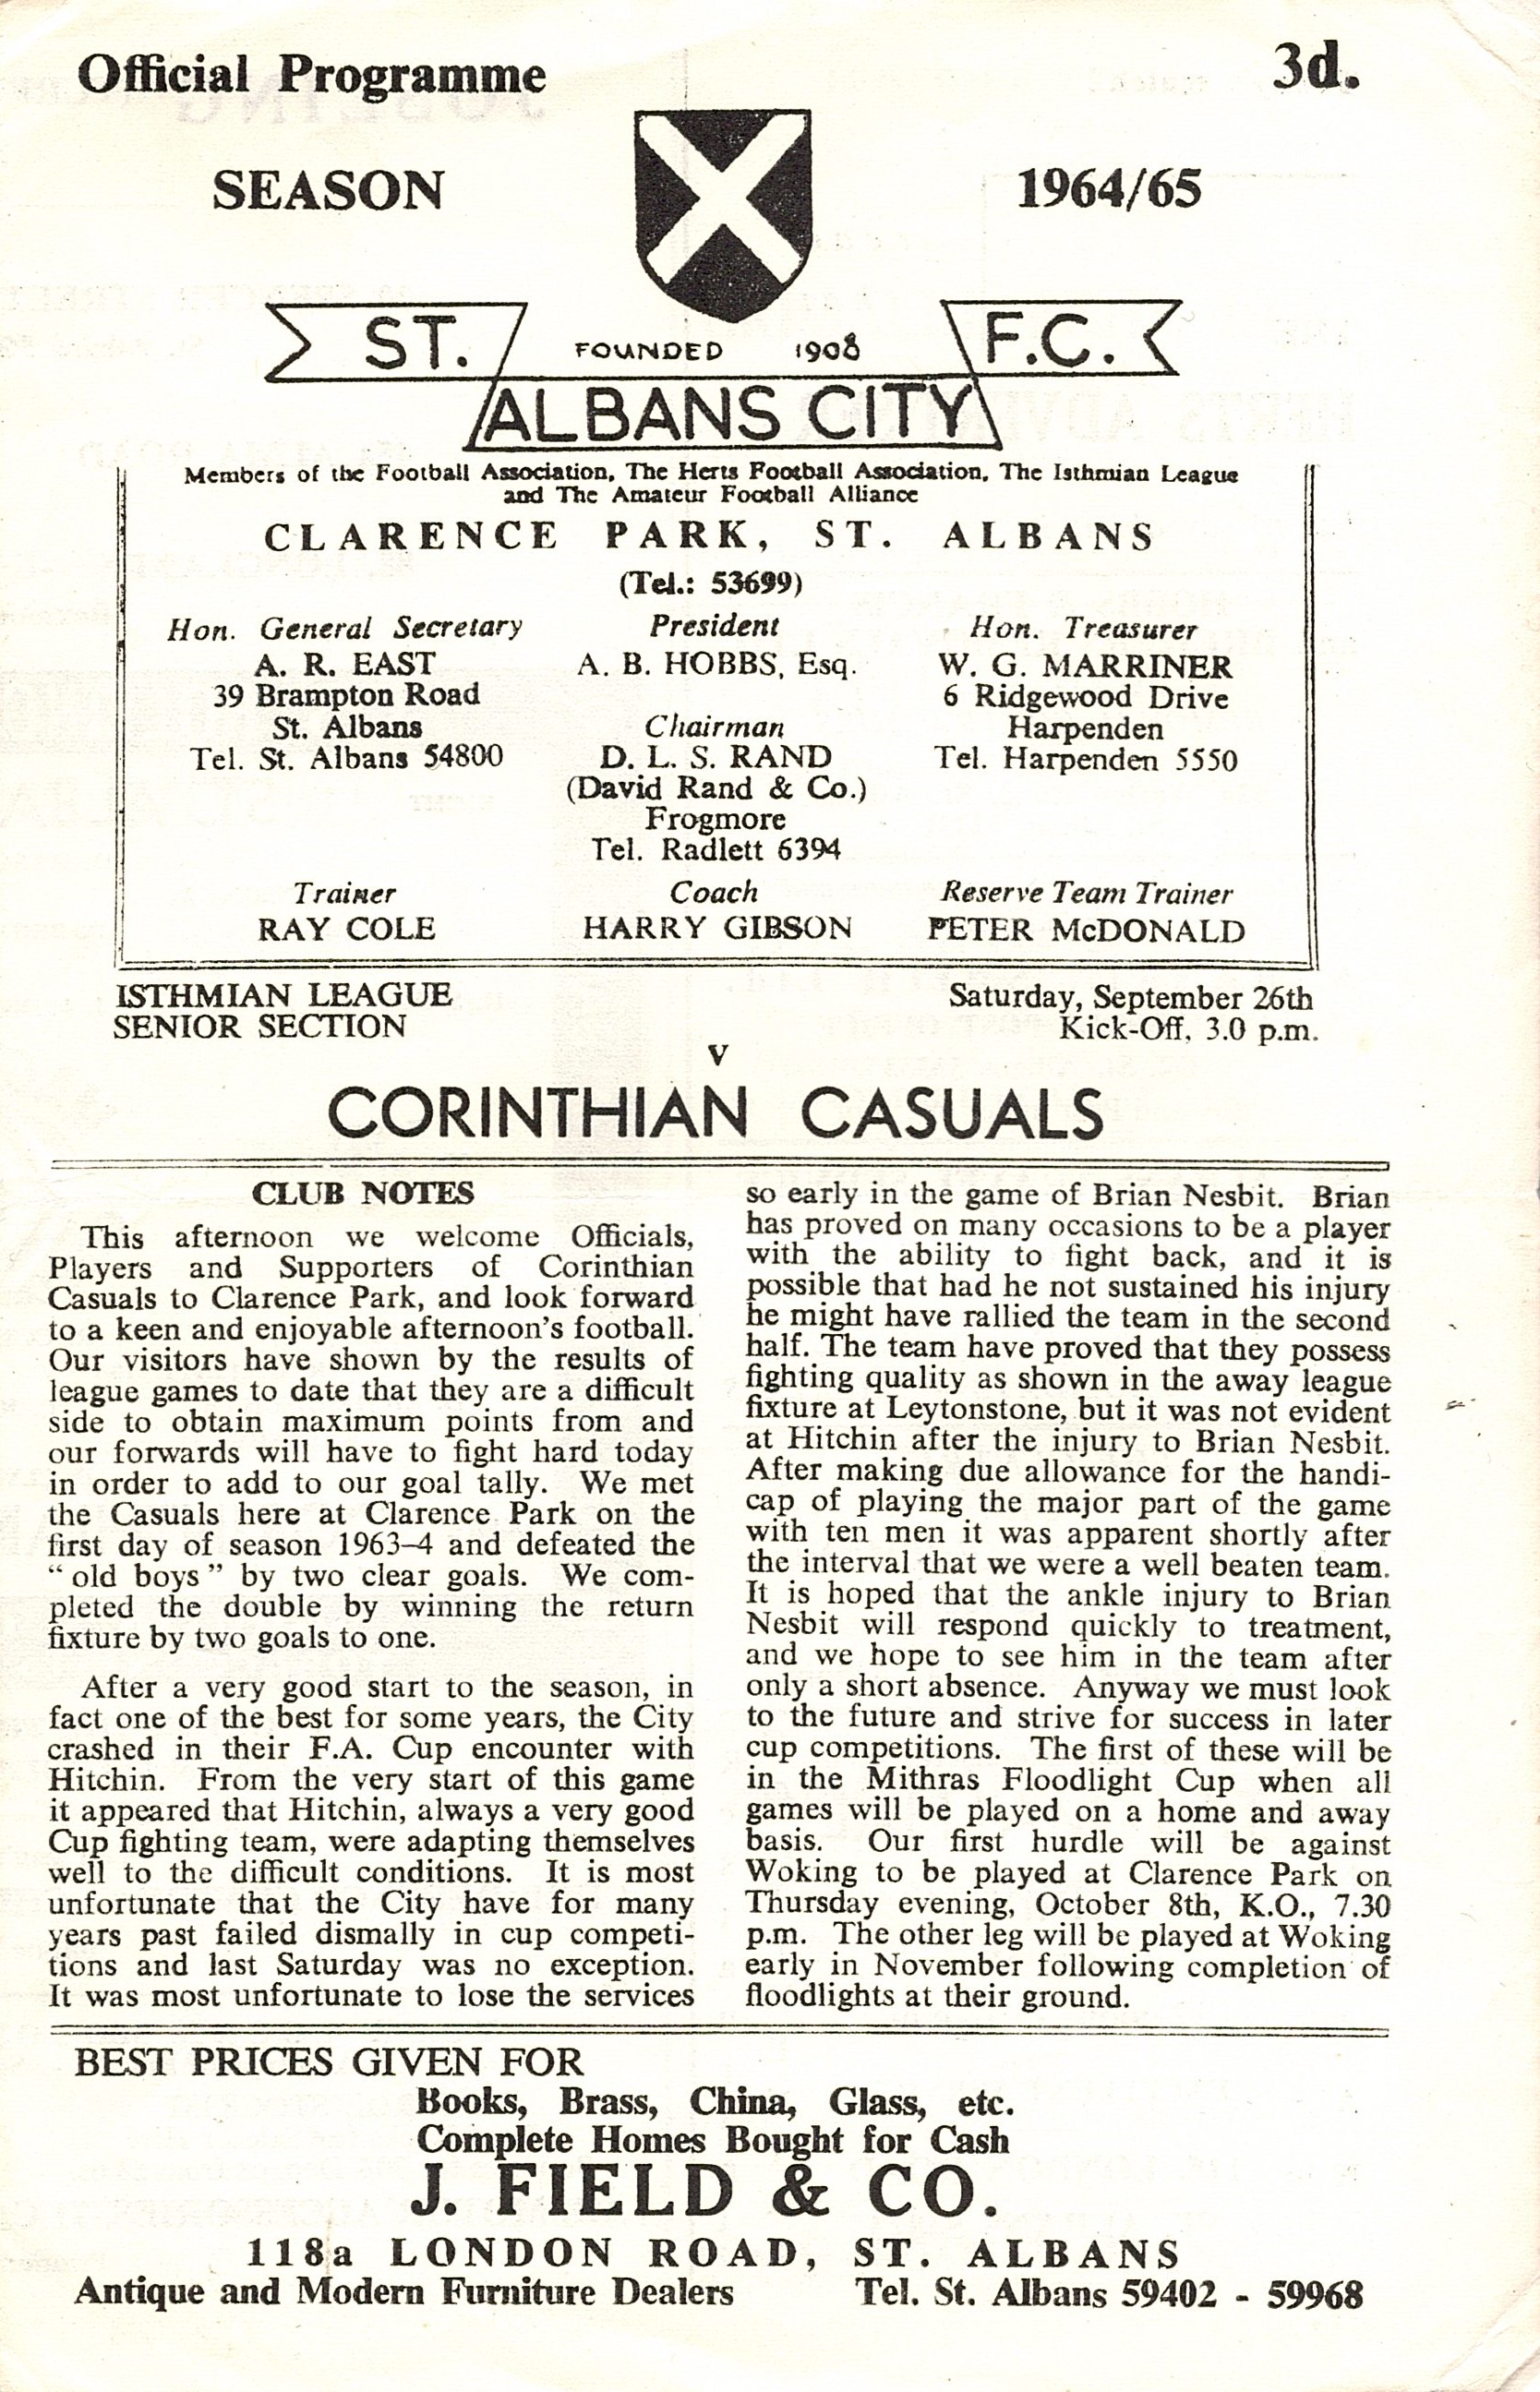 Official Programme
3d.
SEASON
1964/65
ST.
FOUNDED 1908
F.C.
ALBANS CITY
Members of the Football Association, The Herts Football Association, The Isthmian League
and The Amateur Football Alliance
CLARENCE PARK, ST. ALBANS
(Tel.: 53699)
Hon. General Secretary
A. R. EAST
39 Brampton Road
St. Albans
Tel. St. Albans 54800
President
A. B. HOBBS, Esq.
Chairman
D. L. S. RAND
(David Rand & Co.)
Frogmore
Tel. Radlett 6394
Hon. Treasurer
W. G. MARRINER
6 Ridgewood Drive
Harpenden
Tel. Harpenden 5550
Trainer
RAY COLE
Coach
HARRY GIBSON
Reserve Team Trainer
PETER McDONALD
ISTHMIAN LEAGUE
SENIOR SECTION
Saturday, September 26th
Kick-Off, 3.0 p.m.
v
CORINTHIAN CASUALS
CLUB NOTES
This afternoon we welcome Officials,
Players and Supporters of Corinthian
Casuals to Clarence Park, and look forward
to a keen and enjoyable afternoon's football.
Our visitors have shown by the results of
league games to date that they are a difficult
side to obtain maximum points from and
our forwards will have to fight hard today
in order to add to our goal tally. We met
the Casuals here at Clarence Park on the
first day of season 1963–4 and defeated the
“ old boys ” by two clear goals. We com-
pleted the double by winning the return
fixture by two goals to one.
After a very good start to the season, in
fact one of the best for some years, the City
crashed in their F.A. Cup encounter with
Hitchin. From the very start of this game
it appeared that Hitchin, always a very good
Cup fighting team, were adapting themselves
well to the difficult conditions. It is most
unfortunate that the City have for many
years past failed dismally in cup competi-
tions and last Saturday was no exception.
It was most unfortunate to lose the services
so early in the game of Brian Nesbit. Brian
has proved on many occasions to be a player
with the ability to fight back, and it is
possible that had he not sustained his injury
he might have rallied the team in the second
half. The team have proved that they possess
fighting quality as shown in the away league
fixture at Leytonstone, but it was not evident
at Hitchin after the injury to Brian Nesbit.
After making due allowance for the handi-
cap of playing the major part of the game
with ten men it was apparent shortly after
the interval that we were a well beaten team.
It is hoped that the ankle injury to Brian
Nesbit will respond quickly to treatment,
and we hope to see him in the team after
only a short absence. Anyway we must look
to the future and strive for success in later
cup competitions. The first of these will be
in the Mithras Floodlight Cup when all
games will be played on a home and away
basis. Our first hurdle will be against
Woking to be played at Clarence Park on
Thursday evening, October 8th, K.O., 7.30
p.m. The other leg will be played at Woking
early in November following completion of
floodlights at their ground.
BEST PRICES GIVEN FOR
Books, Brass, China, Glass, etc.
Complete Homes Bought for Cash
J. FIELD & CO.
118a LONDON ROAD, ST. ALBANS
Antique and Modern Furniture Dealers Tel. St. Albans 59402 - 59968